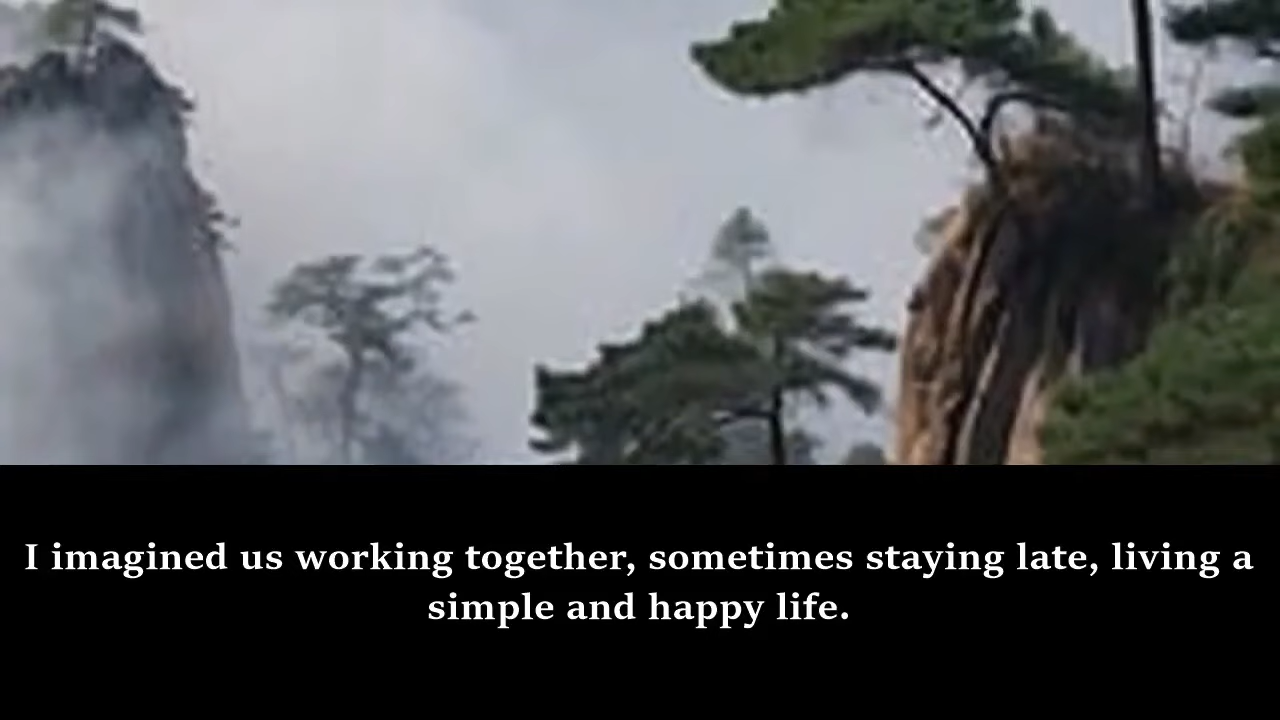 I imagined us working together, sometimes staying late, living a
simple and happy life.